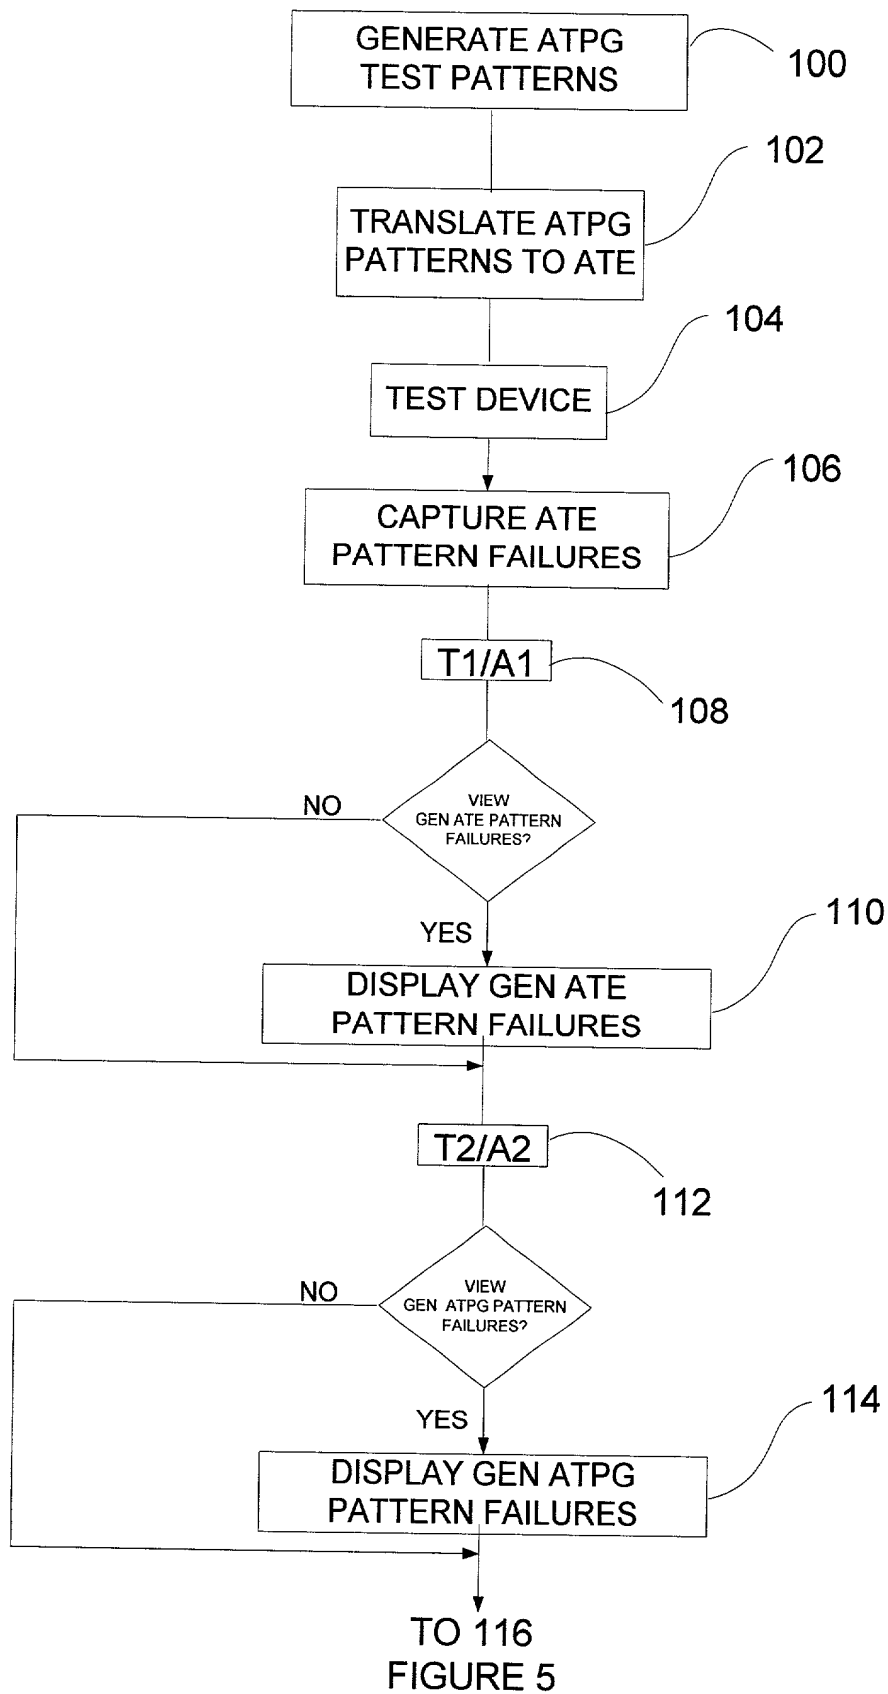 GENERATE ATPG
TEST PATTERNS
100
102
TRANSLATE ATPG
PATTERNS TO ATE
104
TEST DEVICE
106
CAPTURE ATE
PATTERN FAILURES
T1/A1
108
VIEW
GEN ATE PATTERN
FAILURES?
NO
YES
110
DISPLAY GEN ATE
PATTERN FAILURES
T2/A2
112
VIEW
GEN ATPG PATTERN
FAILURES?
NO
YES
114
DISPLAY GEN ATPG
PATTERN FAILURES
TO 116
FIGURE 5